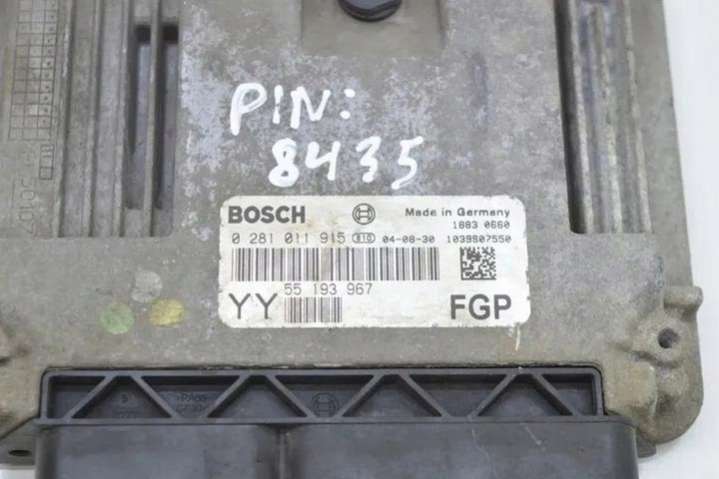 PIN:
8435
BOSCH Made in Germany
1883 0660
0 281 011 915 04-08-30 1039S07550
55 193 967
YY FGP